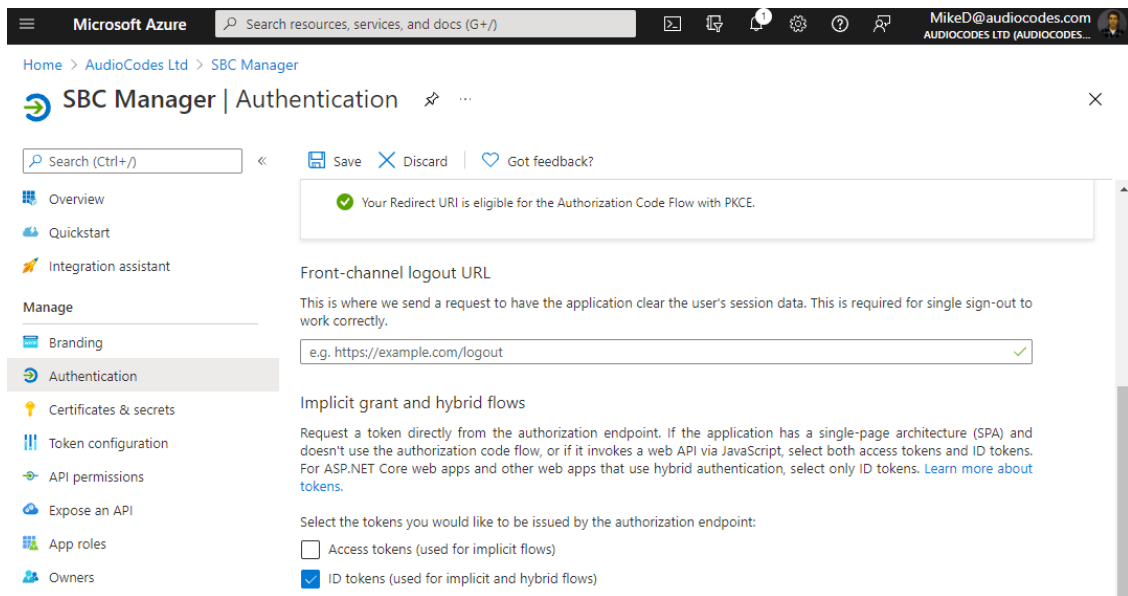 Microsoft Azure
Search resources, services, and docs (G+/)
1
MikeD@audiocodes.com
AUDIOCODES LTD (AUDIOCODES...
Home > AudioCodes Ltd > SBC Manager
SBC Manager | Authentication
Search (Ctrl+/)
Save
Discard
Got feedback?
Overview
Quickstart
Integration assistant
Manage
Branding
Authentication
Certificates & secrets
Token configuration
API permissions
Expose an API
App roles
Owners
Your Redirect URI is eligible for the Authorization Code Flow with PKCE.
Front-channel logout URL
This is where we send a request to have the application clear the user's session data. This is required for single sign-out to
work correctly.
e.g. https://example.com/logout
Implicit grant and hybrid flows
Request a token directly from the authorization endpoint. If the application has a single-page architecture (SPA) and
doesn't use the authorization code flow, or if it invokes a web API via JavaScript, select both access tokens and ID tokens.
For ASP.NET Core web apps and other web apps that use hybrid authentication, select only ID tokens. Learn more about
tokens.
Select the tokens you would like to be issued by the authorization endpoint:
Access tokens (used for implicit flows)
ID tokens (used for implicit and hybrid flows)